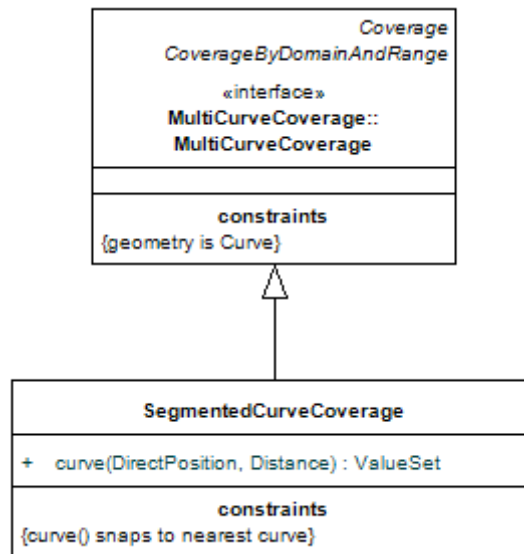 Coverage
CoverageByDomainAndRange
«interface»
MultiCurveCoverage::
MultiCurveCoverage
constraints
{geometry is Curve}
SegmentedCurveCoverage
+ curve(DirectPosition, Distance) : ValueSet
constraints
{curve() snaps to nearest curve}